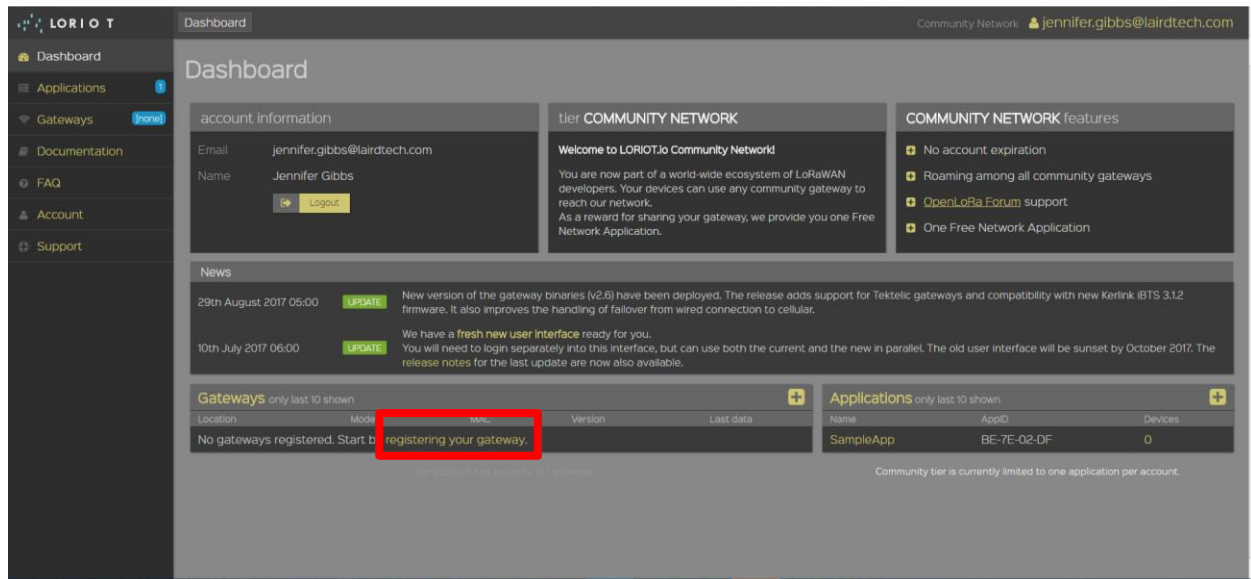 LORIOT
Dashboard
Community Network jennifer.gibbs@lairdtech.com
Dashboard
Applications 1
Gateways [none]
Documentation
FAQ
Account
Support
Dashboard
account information
Email jennifer.gibbs@lairdtech.com
Name Jennifer Gibbs
Logout
tier COMMUNITY NETWORK
Welcome to LORIOT.io Community Network!
You are now part of a world-wide ecosystem of LoRaWAN
developers. Your devices can use any community gateway to
reach our network.
As a reward for sharing your gateway, we provide you one Free
Network Application.
COMMUNITY NETWORK features
No account expiration
Roaming among all community gateways
OpenLoRa Forum support
One Free Network Application
News
29th August 2017 05:00 UPDATE New version of the gateway binaries (v2.6) have been deployed. The release adds support for Tektelic gateways and compatibility with new Kerlink iBTS 3.1.2
firmware. It also improves the handling of failover from wired connection to cellular.
We have a fresh new user interface ready for you.
10th July 2017 06:00 UPDATE You will need to login separately into this interface, but can use both the current and the new in parallel. The old user interface will be sunset by October 2017. The
release notes for the last update are now also available.
Gateways only last 10 shown
Location MAC Version Last data
No gateways registered. Start registering your gateway.
Your account has capacity of 1 gateway.
Applications only last 10 shown
Name AppID Devices
SampleApp BE-7E-02-DF 0
Community tier is currently limited to one application per account.